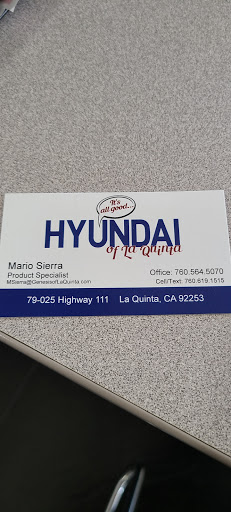 It's
all good...
HYUNDAI
of La Quinta
Mario Sierra
Product Specialist
MSierra@GenesisofLaQuinta.com
Office: 760.564.5070
Cell/Text: 760.619.1515
79-025 Highway 111 La Quinta, CA 92253